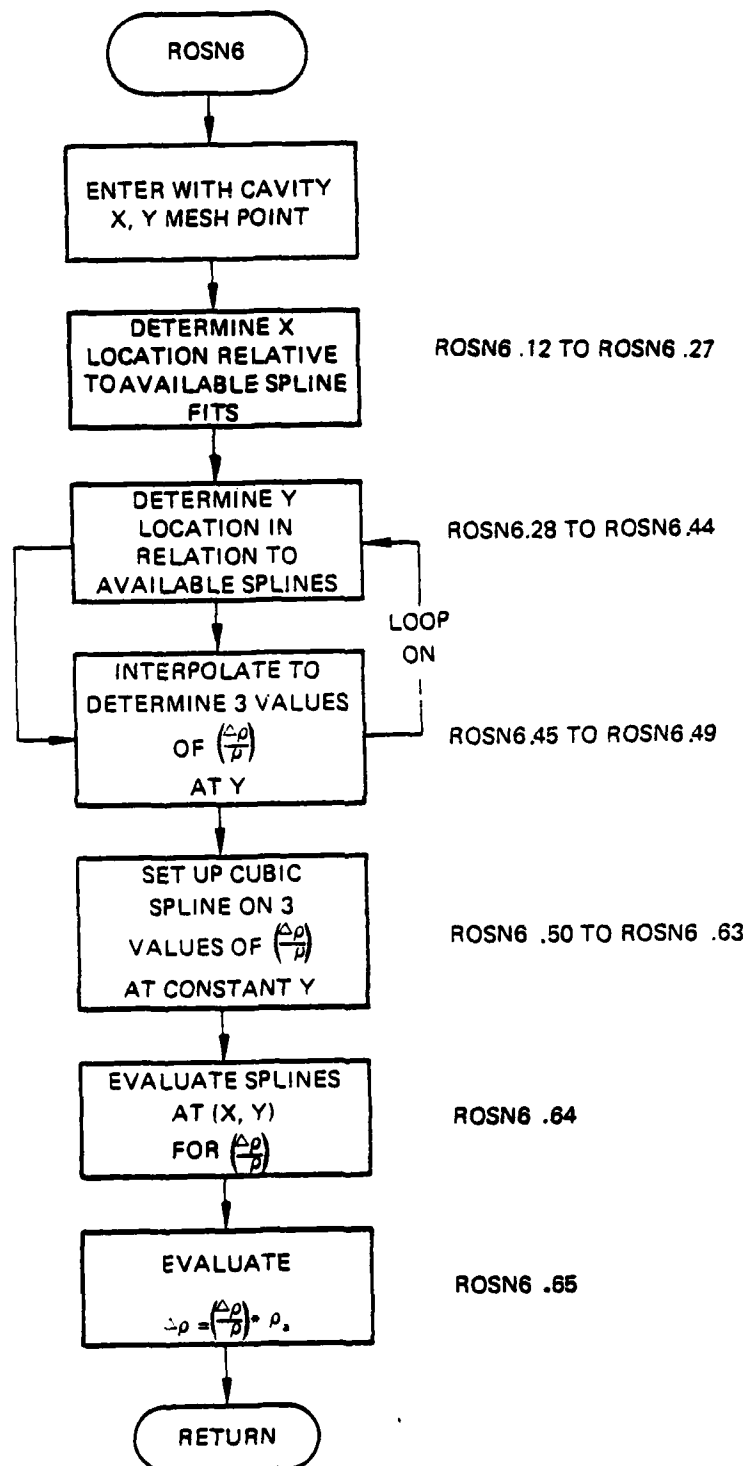 ROSN6
ENTER WITH CAVITY
X, Y MESH POINT
DETERMINE X
LOCATION RELATIVE
TO AVAILABLE SPLINE
FITS
ROSN6 .12 TO ROSN6 .27
DETERMINE Y
LOCATION IN
RELATION TO
AVAILABLE SPLINES
ROSN6.28 TO ROSN6.44
LOOP
ON
INTERPOLATE TO
DETERMINE 3 VALUES
OF (Δρ/ρ)
AT Y
ROSN6.45 TO ROSN6.49
SET UP CUBIC
SPLINE ON 3
VALUES OF (Δρ/ρ)
AT CONSTANT Y
ROSN6 .50 TO ROSN6 .63
EVALUATE SPLINES
AT (X, Y)
FOR (Δρ/ρ)
ROSN6 .64
EVALUATE
Δρ = (Δρ/ρ) * ρₐ
ROSN6 .65
RETURN